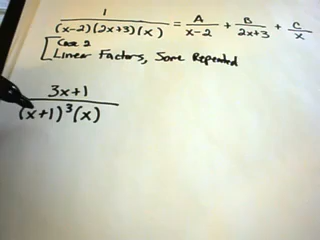 1/((x-2)(2x+3)(x)) = A/(x-2) + B/(2x+3) + C/x
Case 2
Linear Factors, Some Repeated
(3x+1)/((x+1)^3(x))